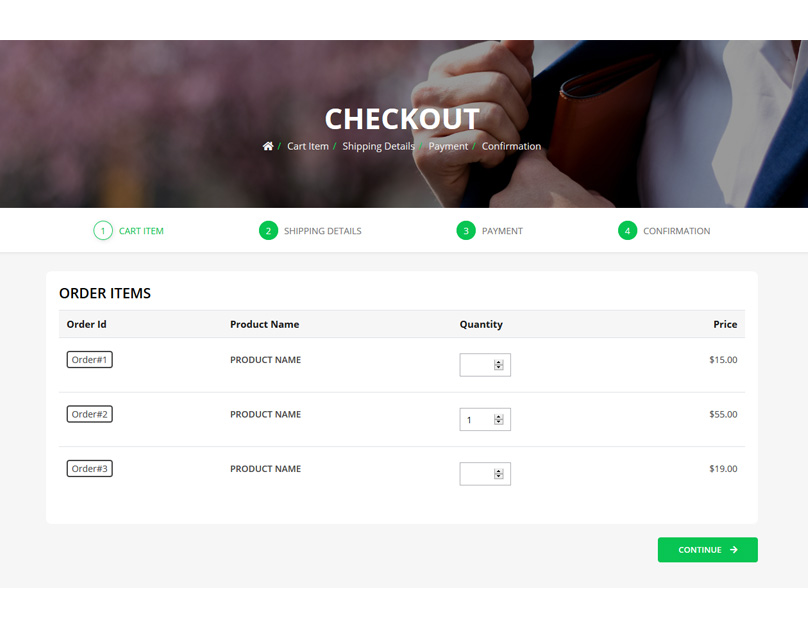 CHECKOUT
/ Cart Item / Shipping Details / Payment / Confirmation
1 CART ITEM 2 SHIPPING DETAILS 3 PAYMENT 4 CONFIRMATION
ORDER ITEMS
Order Id Product Name Quantity Price
Order#1 PRODUCT NAME $15.00
Order#2 PRODUCT NAME 1 $55.00
Order#3 PRODUCT NAME $19.00
CONTINUE